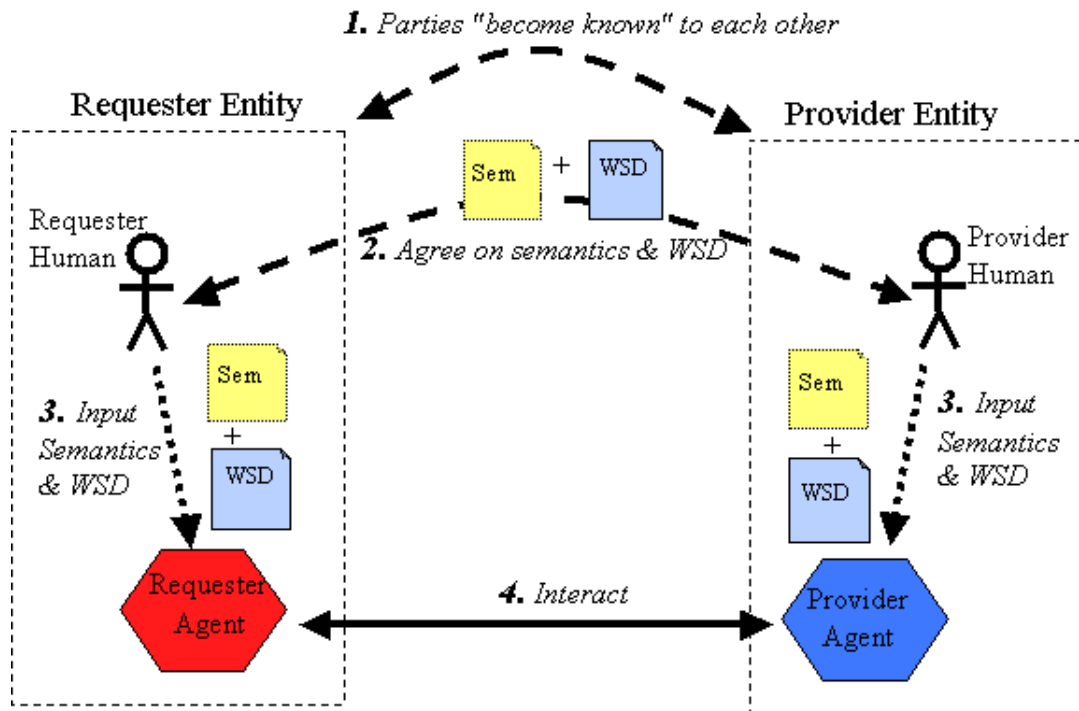 1. Parties "become known" to each other
Requester Entity
Provider Entity
Sem
+
WSD
Requester
Human
2. Agree on semantics & WSD
Provider
Human
Sem
+
WSD
3. Input
Semantics
& WSD
Sem
+
WSD
3. Input
Semantics
& WSD
Requester
Agent
4. Interact
Provider
Agent